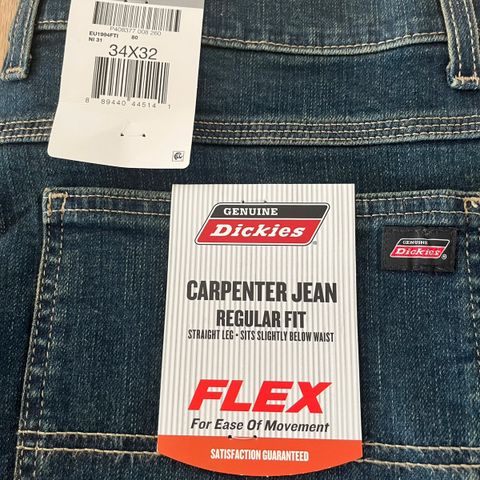 P408377 008 260
EU1994FTI 80
NI 31
34X32
8 89440 44514 1
GENUINE
Dickies
®
CARPENTER JEAN
REGULAR FIT
STRAIGHT LEG • SITS SLIGHTLY BELOW WAIST
FLEX
For Ease Of Movement
SATISFACTION GUARANTEED
GENUINE
Dickies
®